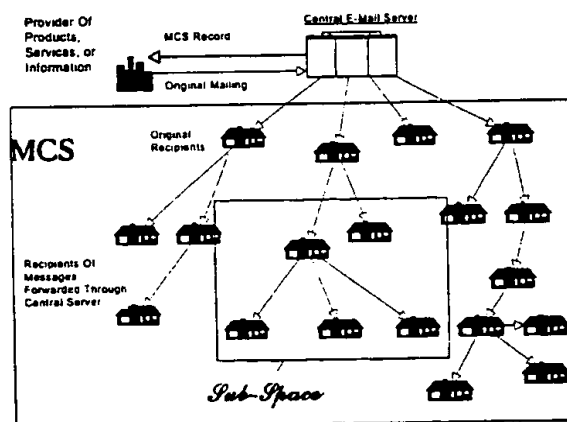 Provider Of
Products,
Services, or
Information
Central E-Mail Server
MCS Record
Original Mailing
MCS
Original
Recipients
Recipients Of
Messages
Forwarded Through
Central Server
Sub-Space